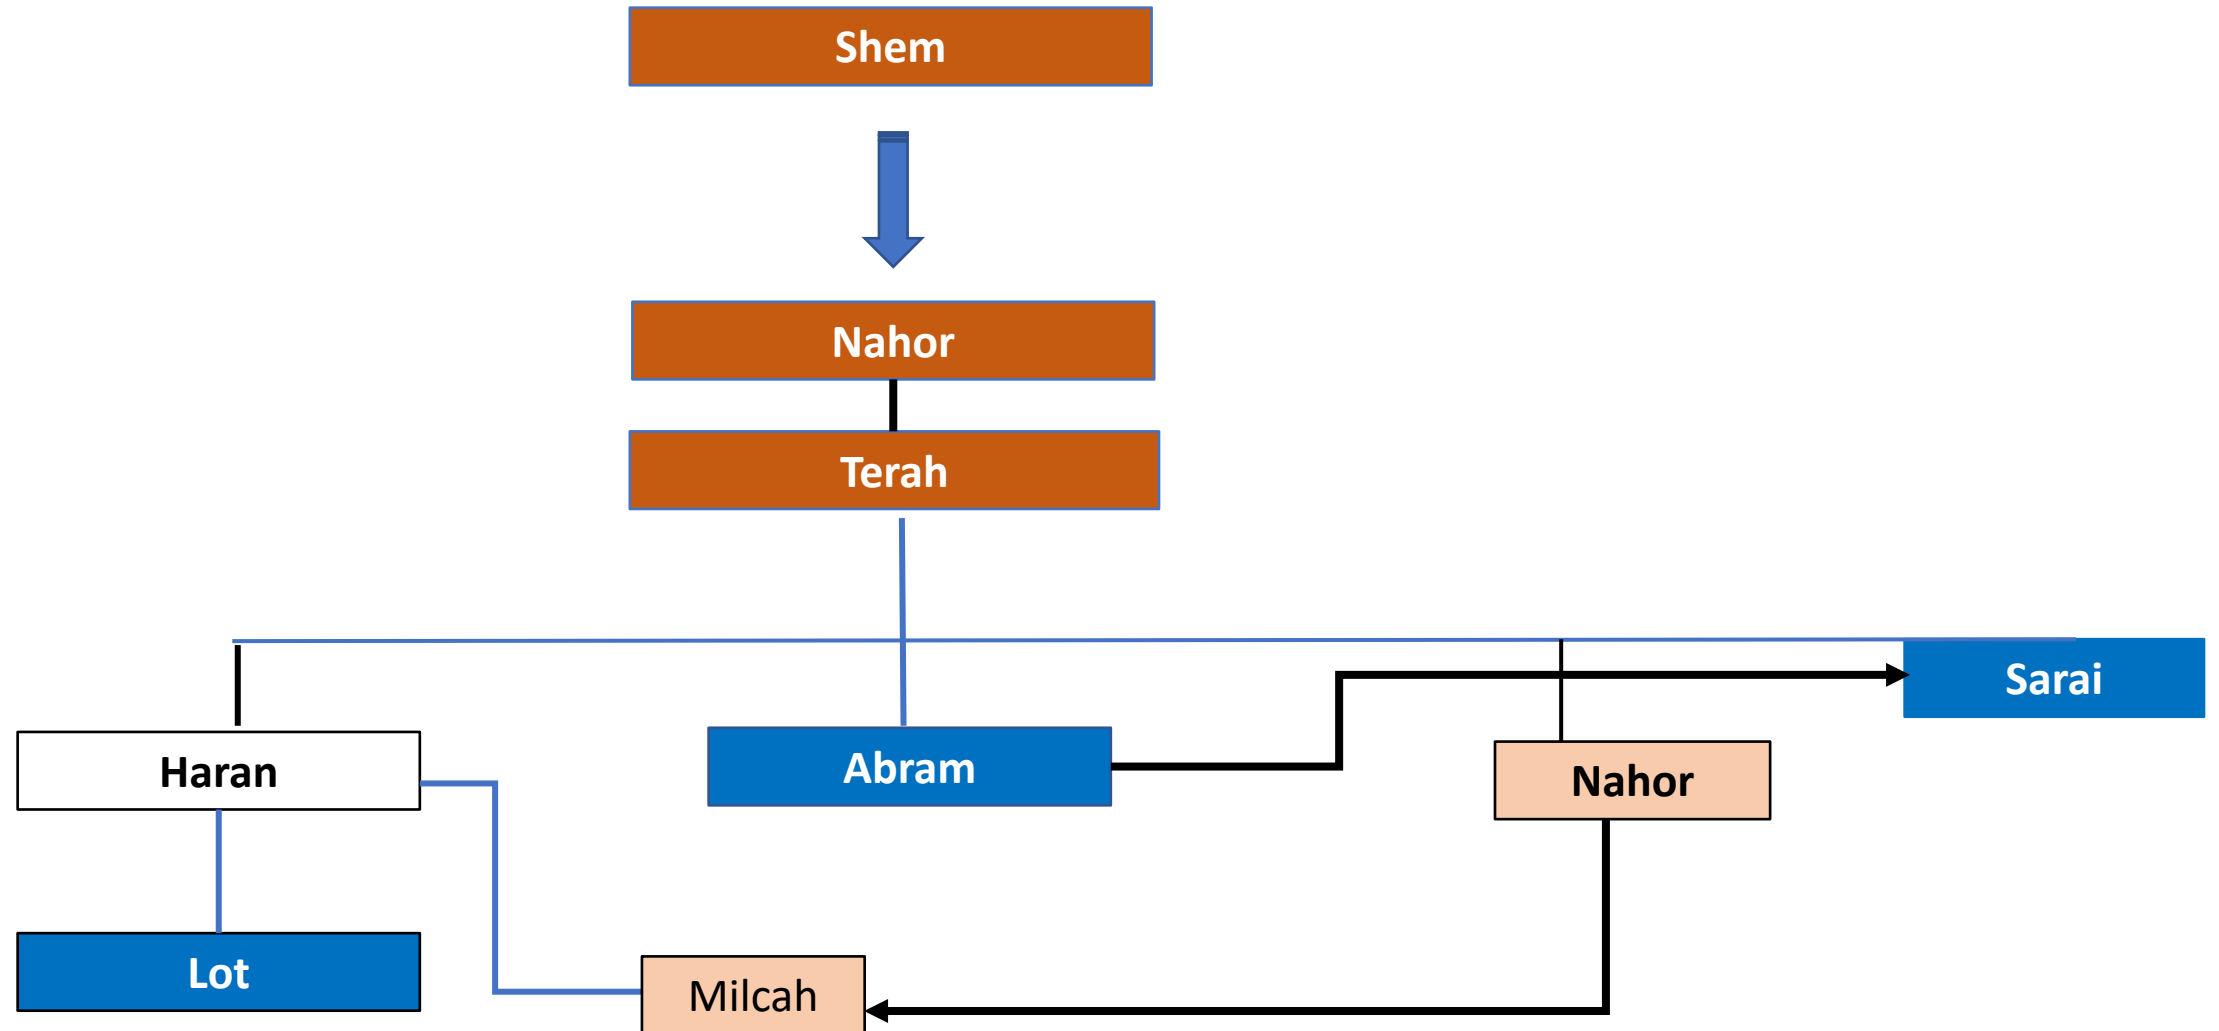 Shem
Nahor
Terah
Sarai
Haran
Abram
Nahor
Lot
Milcah